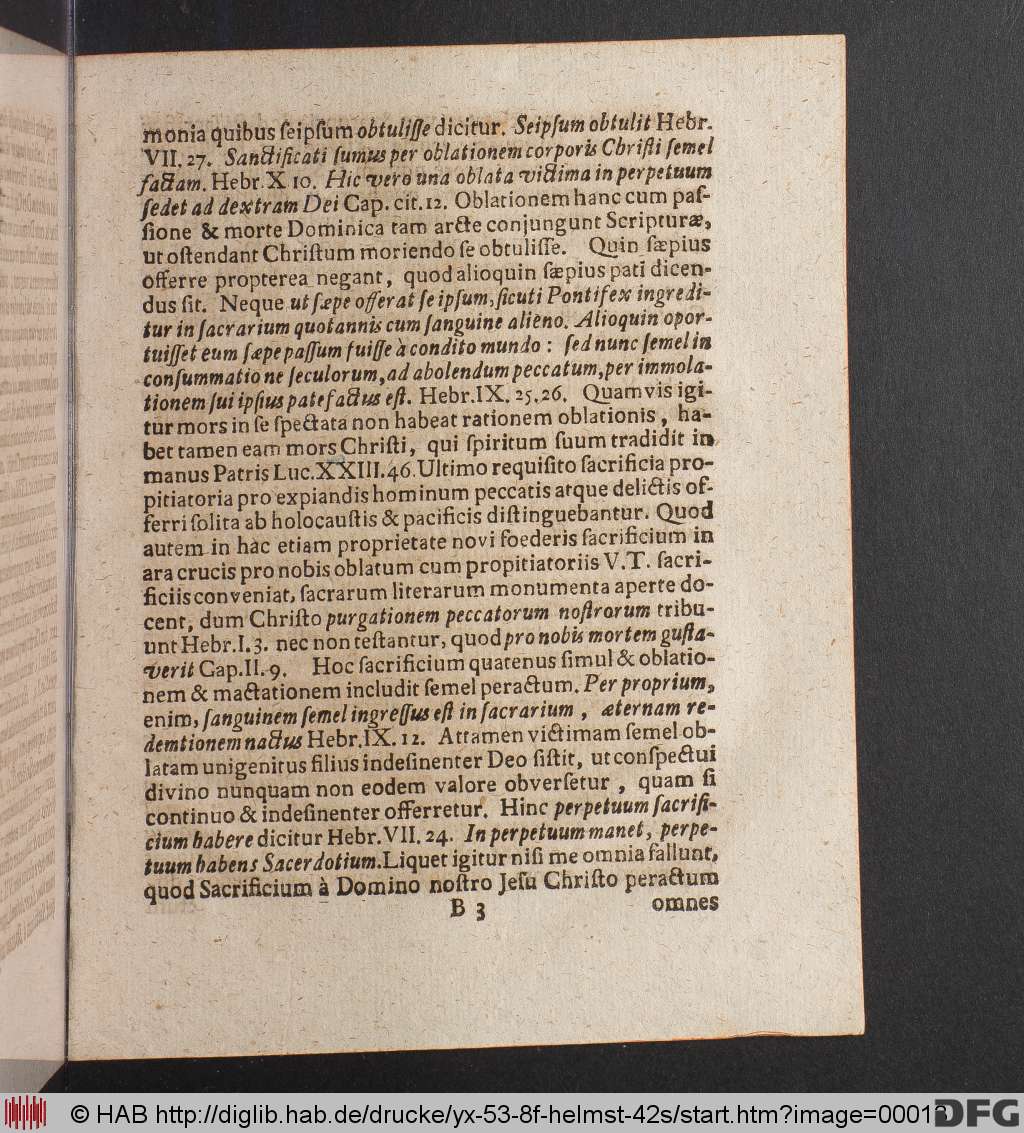 monia quibus ſeipſum obtuliſſe dicitur. Seipſum obtulit Hebr.
VII. 27. Sanctificati ſumus per oblationem corporis Chriſti ſemel
factam. Hebr. X 10. Hic vero una oblata victima in perpetuum
ſedet ad dextram Dei Cap. cit. 12. Oblationem hanc cum paſ-
ſione & morte Dominica tam arcte conjungunt Scripturæ,
ut oſtendant Chriſtum moriendo ſe obtuliſſe. Quin ſæpius
offerre propterea negant, quod alioquin ſæpius pati dicen-
dus ſit. Neque ut ſæpe offerat ſe ipſum, ſicuti Pontifex ingredi-
tur in ſacrarium quotannis cum ſanguine alieno. Alioquin opor-
tuiſſet eum ſæpe paſſum fuiſſe à condito mundo: ſed nunc ſemel in
conſummatio ne ſeculorum, ad abolendum peccatum, per immola-
tionem ſui ipſius patefactus eſt. Hebr. IX. 25. 26. Quamvis igi-
tur mors in ſe ſpectata non habeat rationem oblationis, ha-
bet tamen eam mors Chriſti, qui ſpiritum ſuum tradidit in
manus Patris Luc. XXIII. 46. Ultimo requiſito ſacrificia pro-
pitiatoria pro expiandis hominum peccatis atque delictis of-
ferri ſolita ab holocauſtis & pacificis diſtinguebantur. Quod
autem in hac etiam proprietate novi foederis ſacrificium in
ara crucis pro nobis oblatum cum propitiatoriis V. T. ſacri-
ficiis conveniat, ſacrarum literarum monumenta aperte do-
cent, dum Chriſto purgationem peccatorum noſtrorum tribu-
unt Hebr. I. 3. nec non teſtantur, quod pro nobis mortem guſta-
verit Cap. II. 9. Hoc ſacrificium quatenus ſimul & oblatio-
nem & mactationem includit ſemel peractum. Per proprium,
enim, ſanguinem ſemel ingreſſus eſt in ſacrarium, æternam re-
demtionem nactus Hebr. IX. 12. Attamen victimam ſemel ob-
latam unigenitus filius indeſinenter Deo ſiſtit, ut conſpectui
divino nunquam non eodem valore obverſetur, quam ſi
continuo & indeſinenter offerretur. Hinc perpetuum ſacrifi-
cium habere dicitur Hebr. VII. 24. In perpetuum manet, perpe-
tuum habens Sacerdotium. Liquet igitur niſi me omnia fallunt,
quod Sacrificium à Domino noſtro Jeſu Chriſto peractum
B 3 omnes
© HAB http://diglib.hab.de/drucke/yx-53-8f-helmst-42s/start.htm?image=00013
DFG